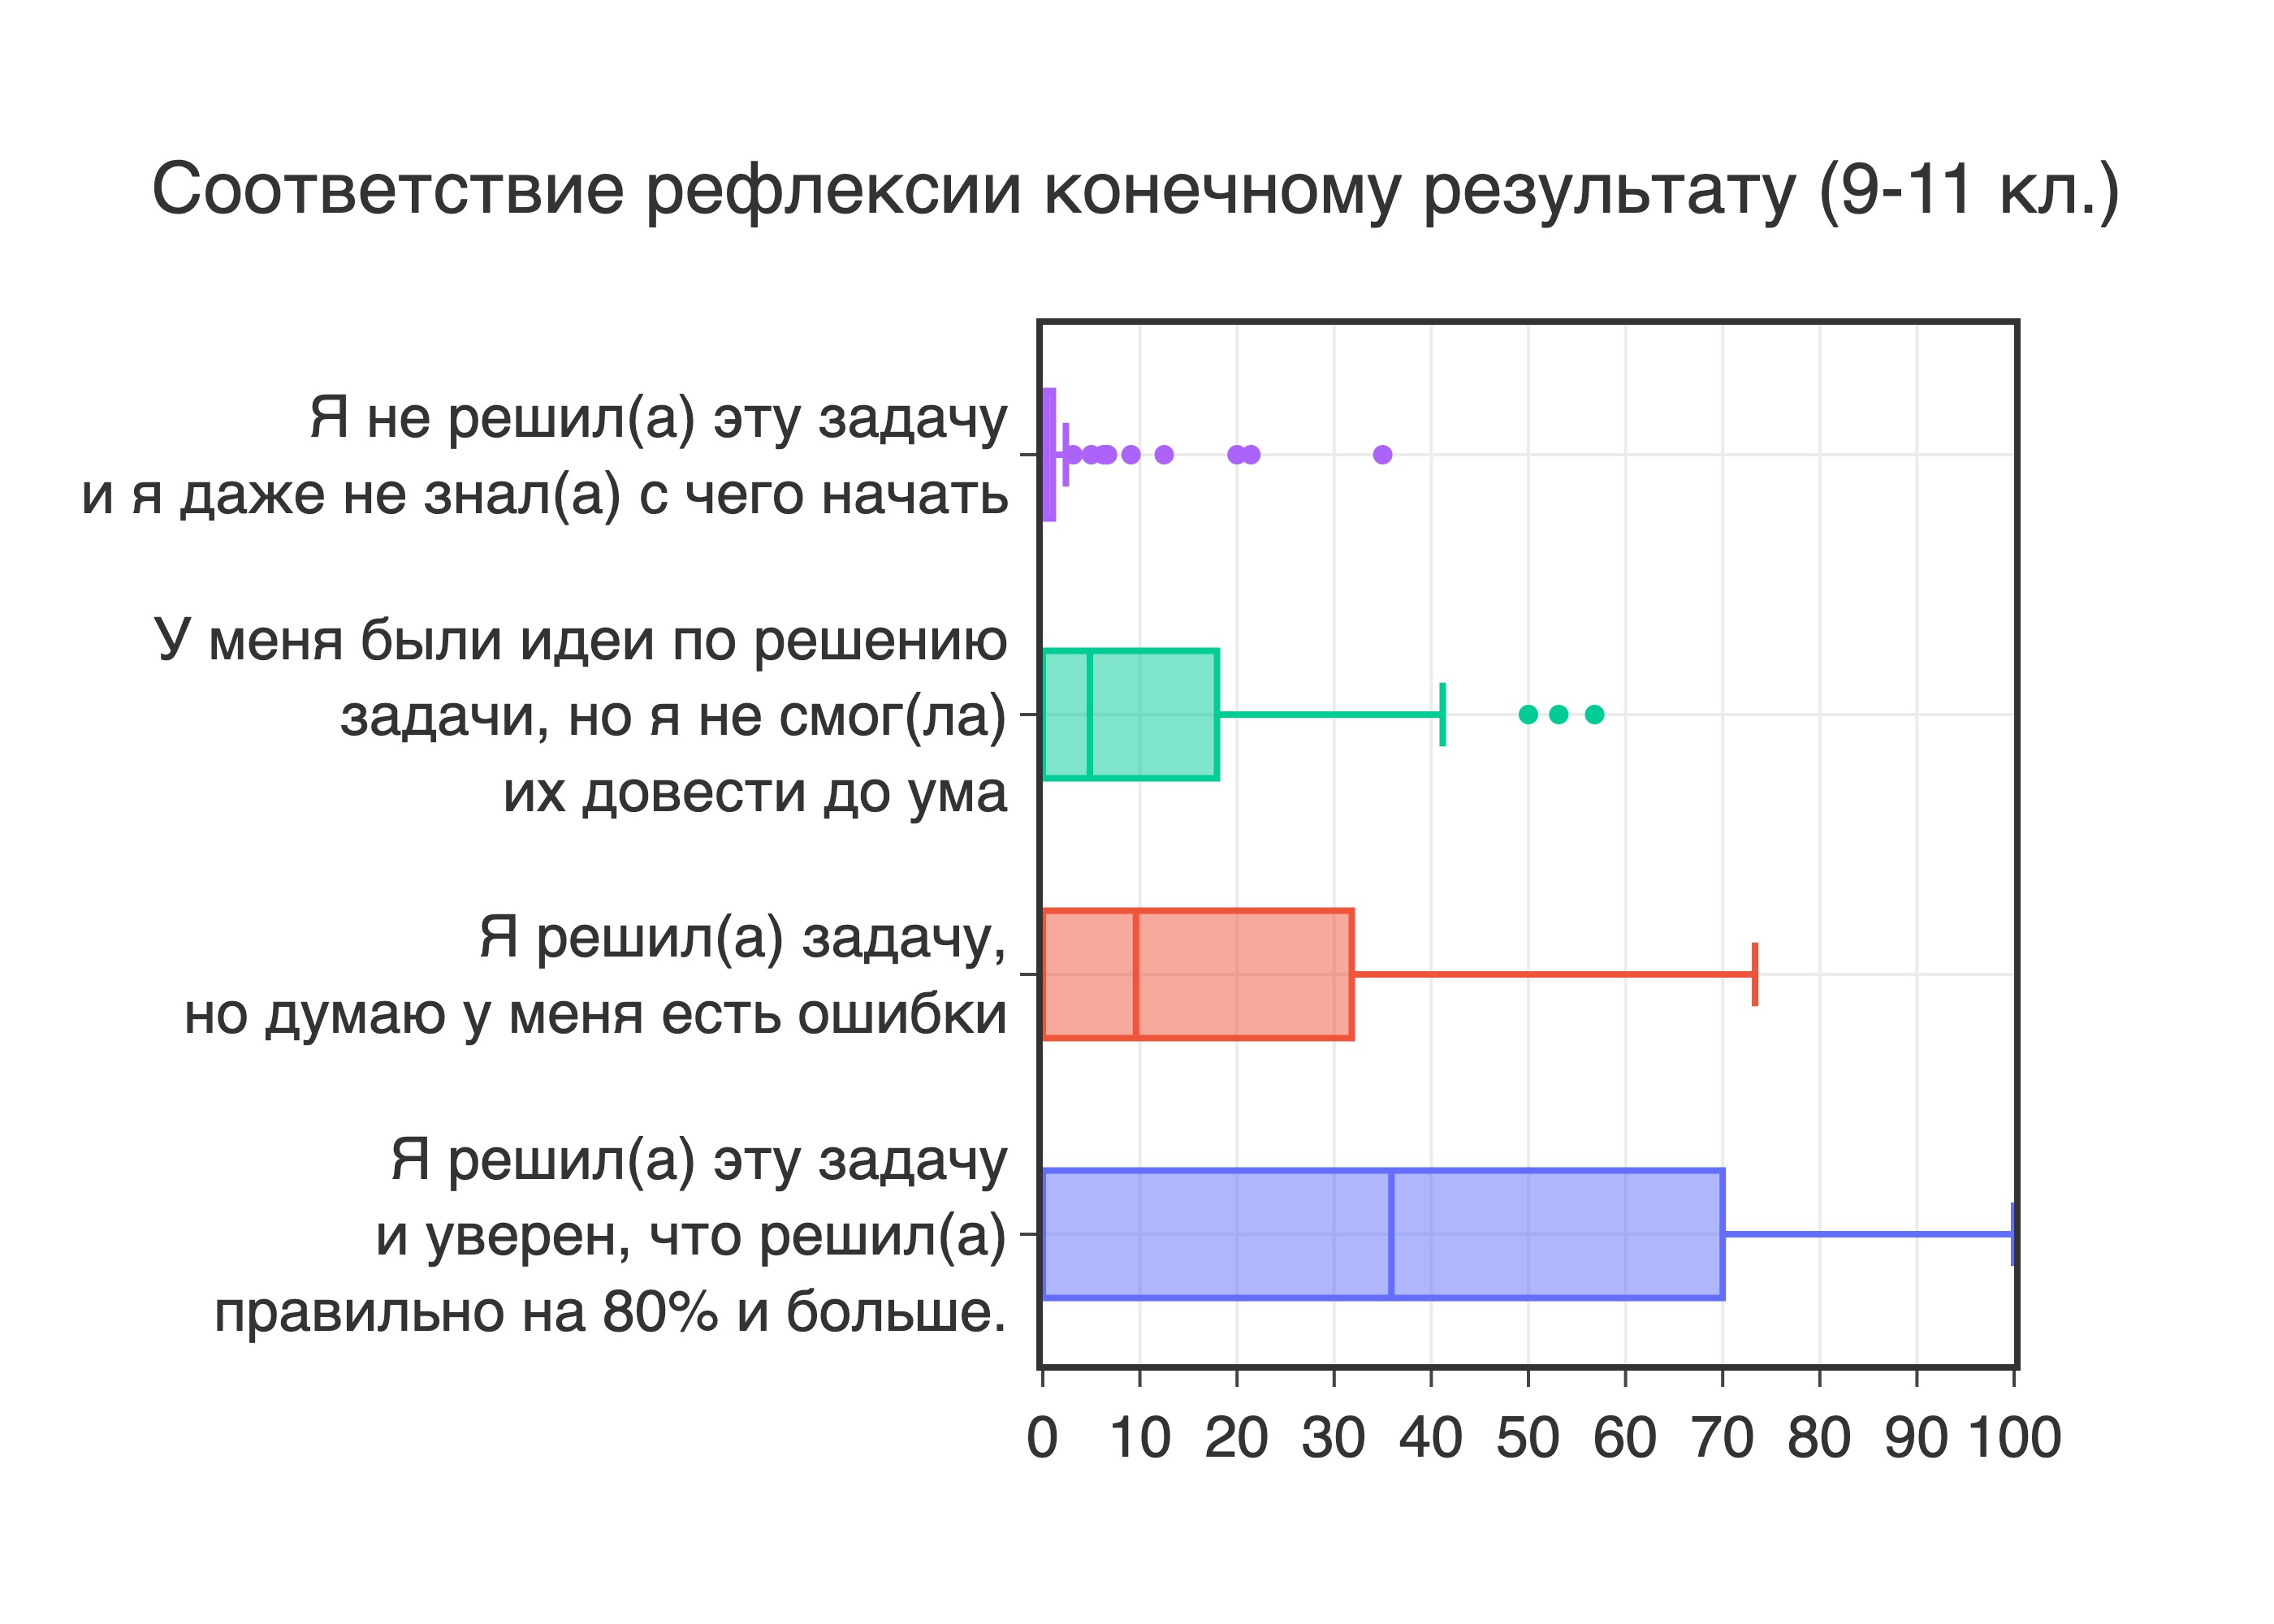 Соответствие рефлексии конечному результату (9-11 кл.)
Я не решил(а) эту задачу
и я даже не знал(а) с чего начать
У меня были идеи по решению
задачи, но я не смог(ла)
их довести до ума
Я решил(а) задачу,
но думаю у меня есть ошибки
Я решил(а) эту задачу
и уверен, что решил(а)
правильно на 80% и больше.
0 10 20 30 40 50 60 70 80 90 100